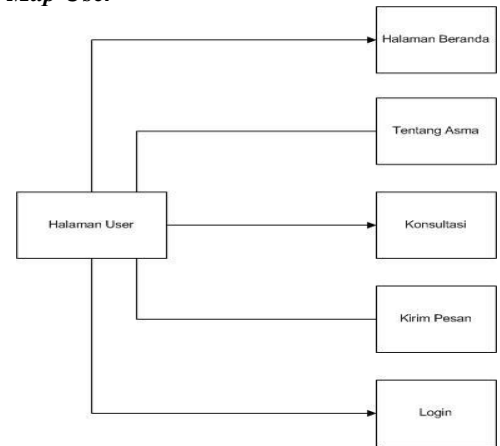 Map User
Halaman Beranda
Tentang Asma
Halaman User
Konsultasi
Kirim Pesan
Login